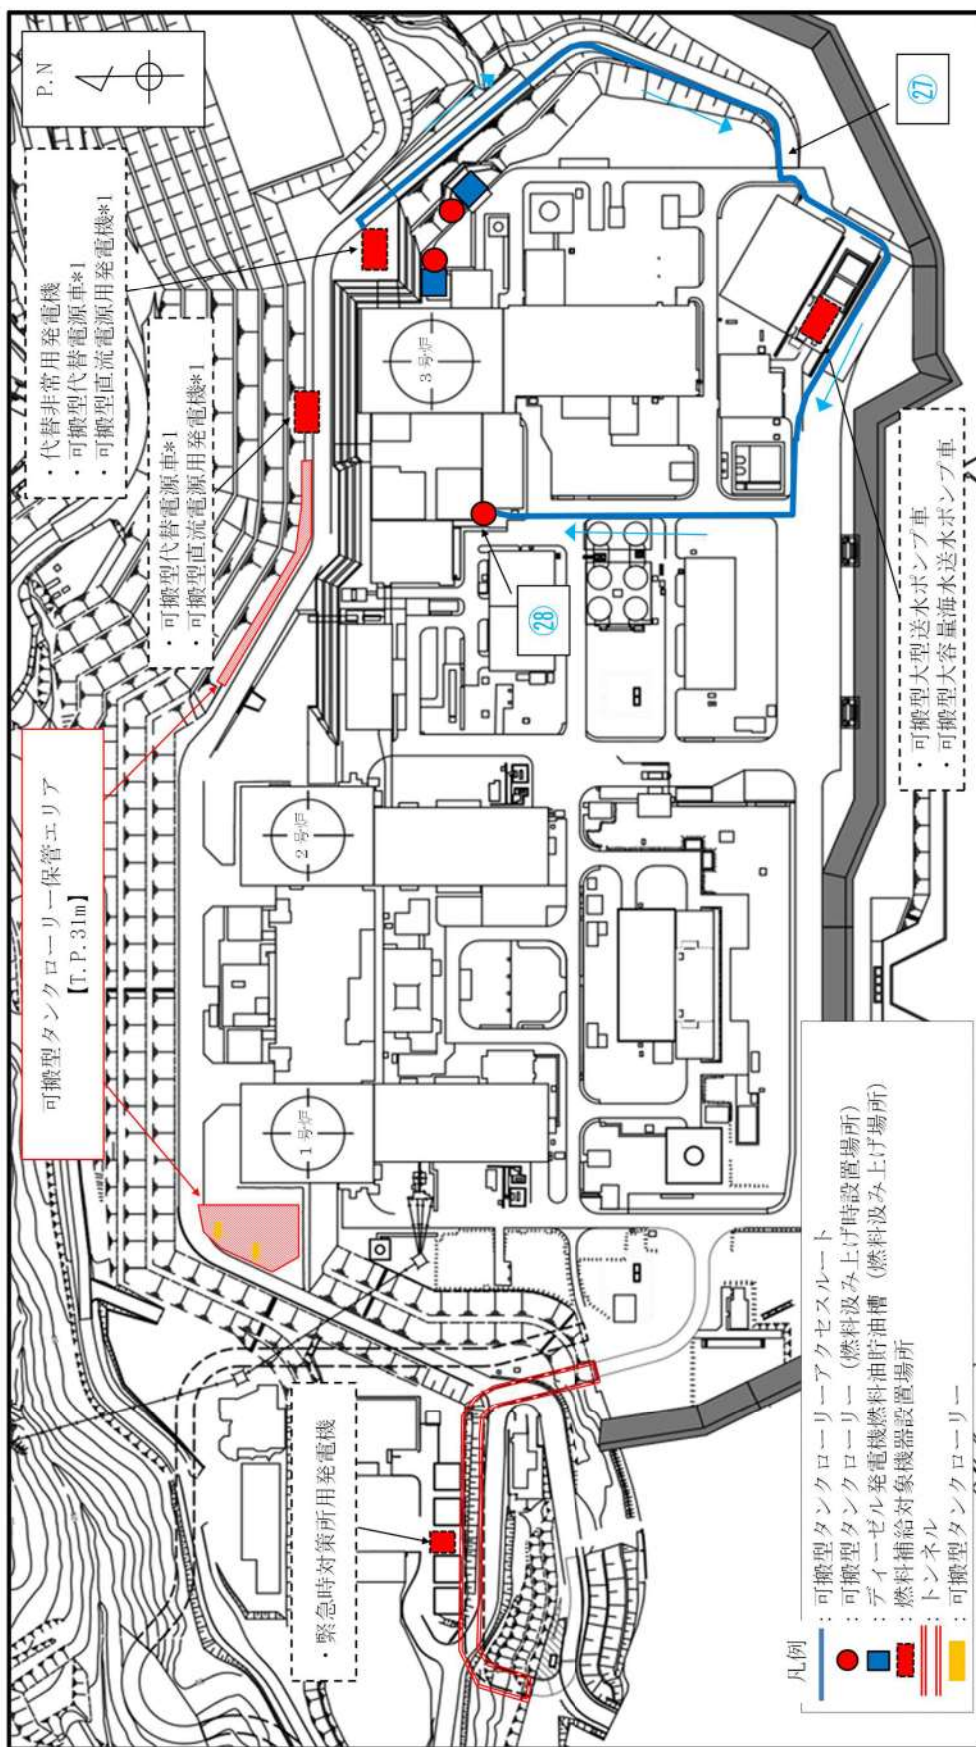 P.N
・代替非常用発電機
・可搬型代替電源車*1
・可搬型直流電源用発電機*1
・可搬型代替電源車*1
・可搬型直流電源用発電機*1
可搬型タンクローリー保管エリア
【T.P.31m】
・緊急時対策所用発電機
1号炉
2号炉
3号炉
㉗
㉘
・可搬型大型送水ポンプ車
・可搬型大容量海水送水ポンプ車
凡例
：可搬型タンクローリーアクセスルート
：可搬型タンクローリー（燃料汲み上げ時設置場所）
：ディーゼル発電機燃料油貯油槽（燃料汲み上げ場所）
：燃料補給対象機器設置場所
：トンネル
：可搬型タンクローリー